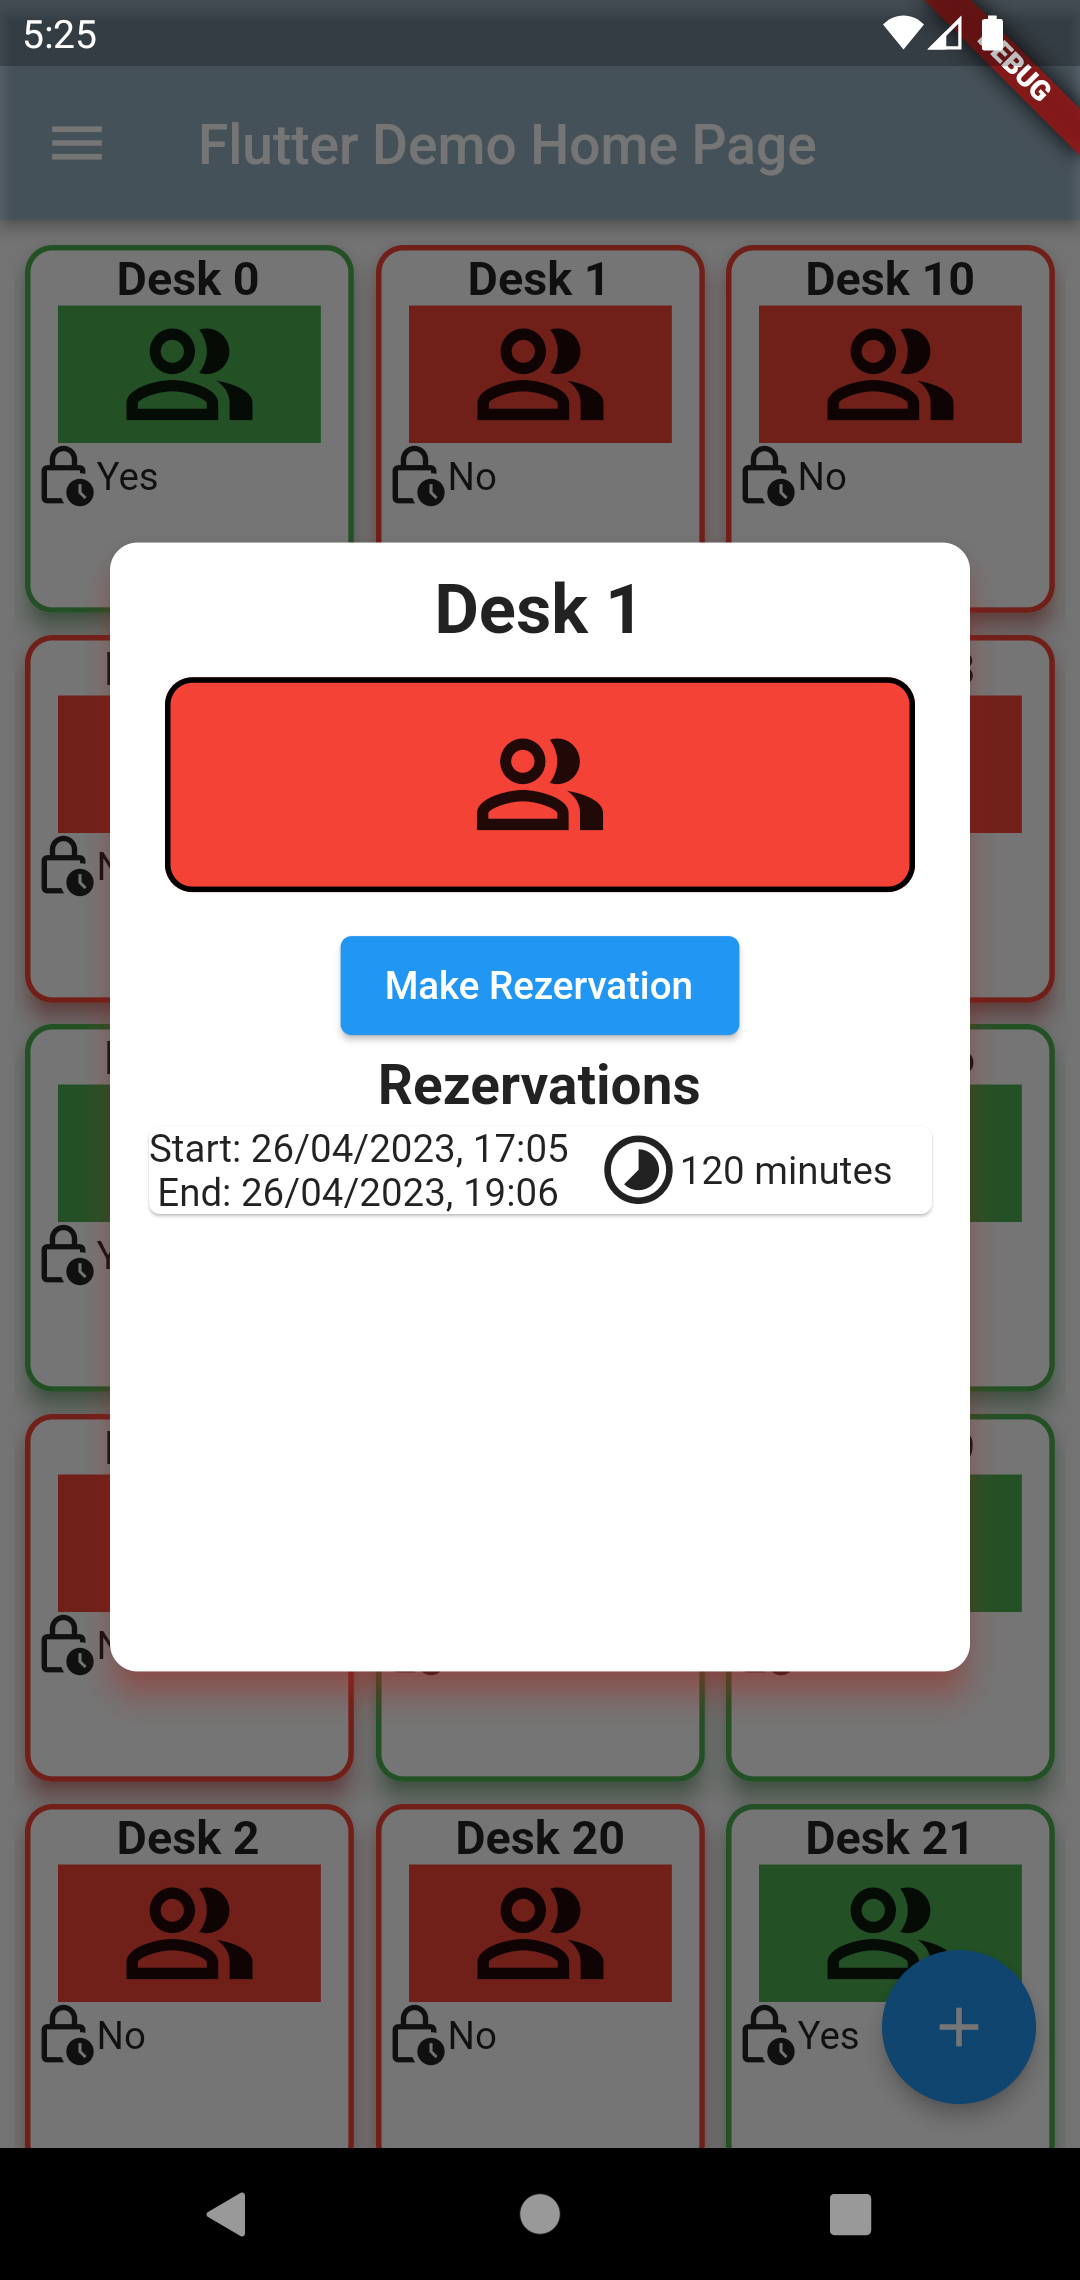 5:25
DEBUG
Flutter Demo Home Page
Desk 0
Desk 1
Desk 10
Yes
No
No
Desk 1
Make Rezervation
Rezervations
Start: 26/04/2023, 17:05
End: 26/04/2023, 19:06
120 minutes
Desk 2
Desk 20
Desk 21
No
No
Yes